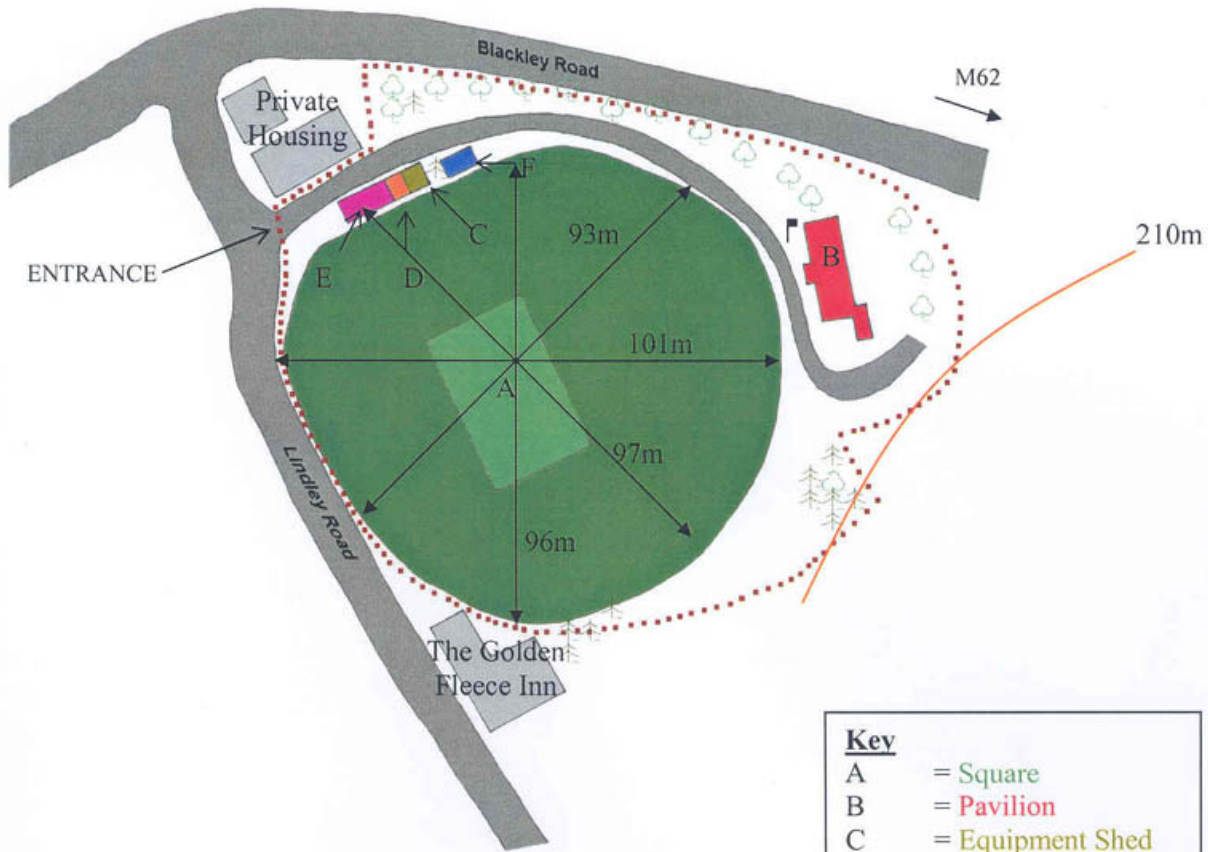 Blackley Road
M62
Private
Housing
F
C
93m
B
210m
ENTRANCE
E
D
101m
A
97m
Lindley Road
96m
The Golden
Fleece Inn
Key
A = Square
B = Pavilion
C = Equipment Shed